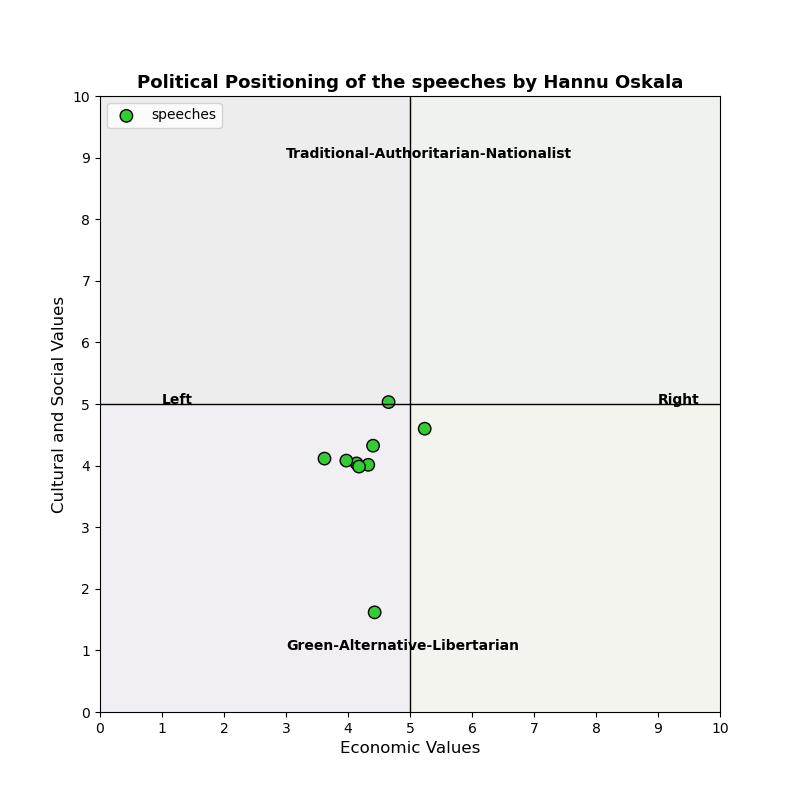 Political Positioning of the speeches by Hannu Oskala
speeches
Traditional-Authoritarian-Nationalist
Left
Right
Green-Alternative-Libertarian
Cultural and Social Values
10
9
8
7
6
5
4
3
2
1
0
0 1 2 3 4 5 6 7 8 9 10
Economic Values